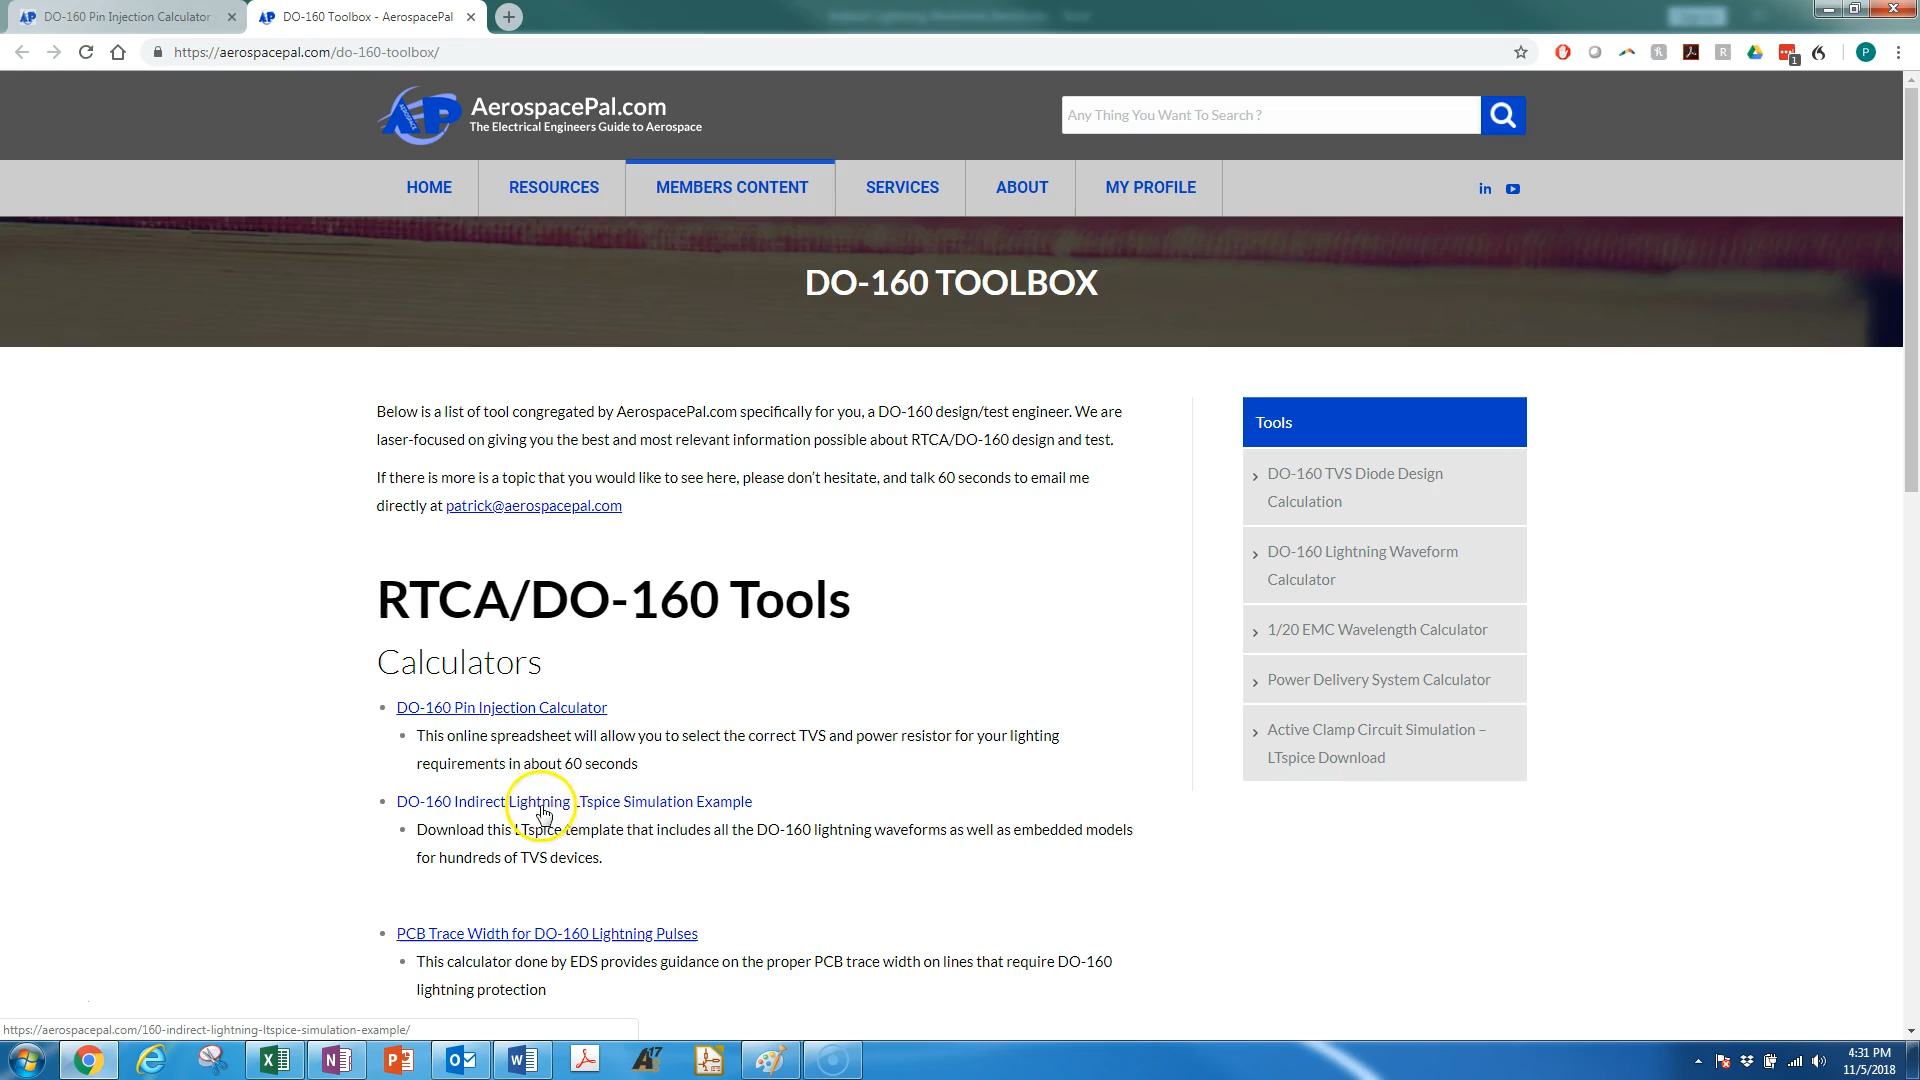 DO-160 Pin Injection Calculator
DO-160 Toolbox - AerospacePal
https://aerospacepal.com/do-160-toolbox/
AP
AerospacePal.com
The Electrical Engineers Guide to Aerospace
Any Thing You Want To Search ?
HOME
RESOURCES
MEMBERS CONTENT
SERVICES
ABOUT
MY PROFILE
in
DO-160 TOOLBOX
Below is a list of tool congregated by AerospacePal.com specifically for you, a DO-160 design/test engineer. We are
laser-focused on giving you the best and most relevant information possible about RTCA/DO-160 design and test.
If there is more is a topic that you would like to see here, please don’t hesitate, and talk 60 seconds to email me
directly at patrick@aerospacepal.com
RTCA/DO-160 Tools
Calculators
DO-160 Pin Injection Calculator
This online spreadsheet will allow you to select the correct TVS and power resistor for your lighting
requirements in about 60 seconds
DO-160 Indirect Lightning LTspice Simulation Example
Download this LTspice template that includes all the DO-160 lightning waveforms as well as embedded models
for hundreds of TVS devices.
PCB Trace Width for DO-160 Lightning Pulses
This calculator done by EDS provides guidance on the proper PCB trace width on lines that require DO-160
lightning protection
Tools
DO-160 TVS Diode Design
Calculation
DO-160 Lightning Waveform
Calculator
1/20 EMC Wavelength Calculator
Power Delivery System Calculator
Active Clamp Circuit Simulation –
LTspice Download
https://aerospacepal.com/160-indirect-lightning-ltspice-simulation-example/
4:31 PM
11/5/2018